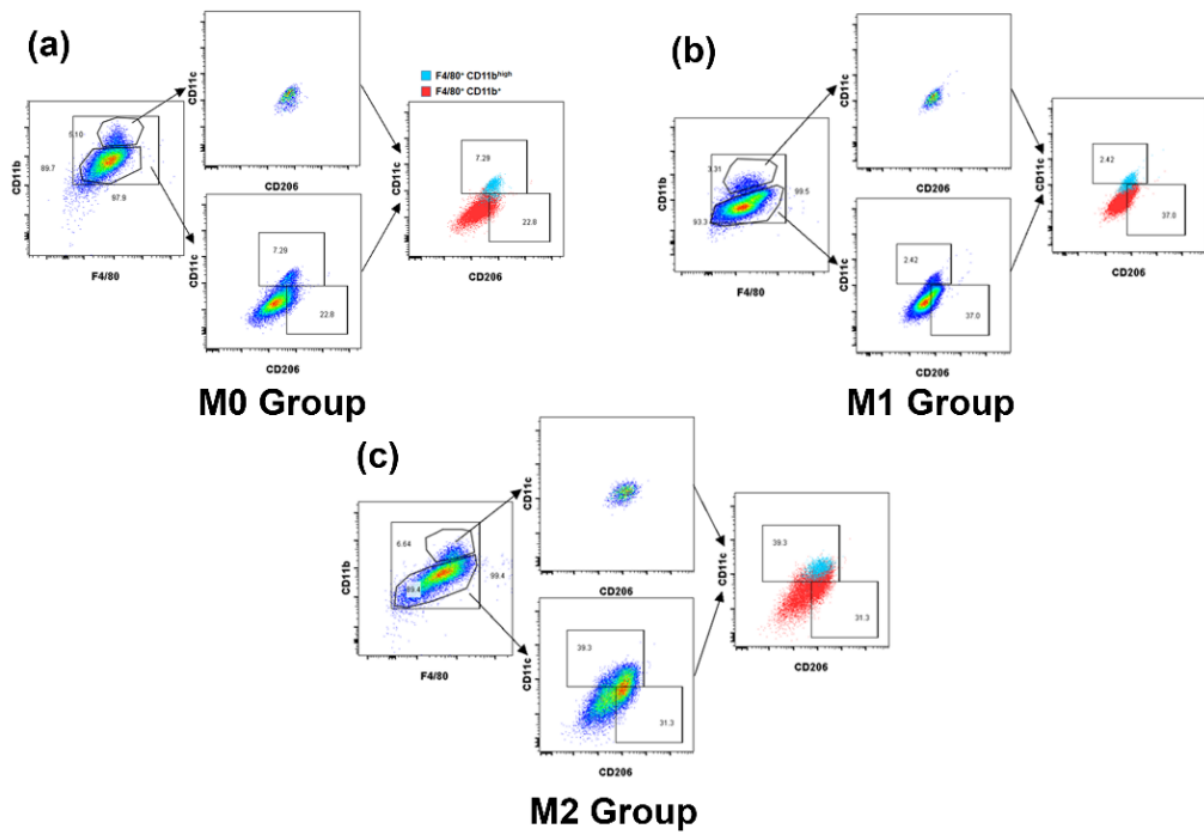 (a)
CD11c
CD206
F4/80⁺ CD11bʰⁱᵍʰ
F4/80⁺ CD11b⁺
CD11b
5.10
89.7
97.9
F4/80
CD11c
7.29
22.8
CD206
CD11c
7.29
22.8
CD206
M0 Group
(b)
CD11c
CD206
CD11b
3.31
99.5
93.3
F4/80
CD11c
2.42
37.0
CD206
CD11c
2.42
37.0
CD206
M1 Group
(c)
CD11c
CD206
CD11b
6.64
99.4
F4/80
CD11c
39.3
31.3
CD206
CD11c
39.3
31.3
CD206
M2 Group